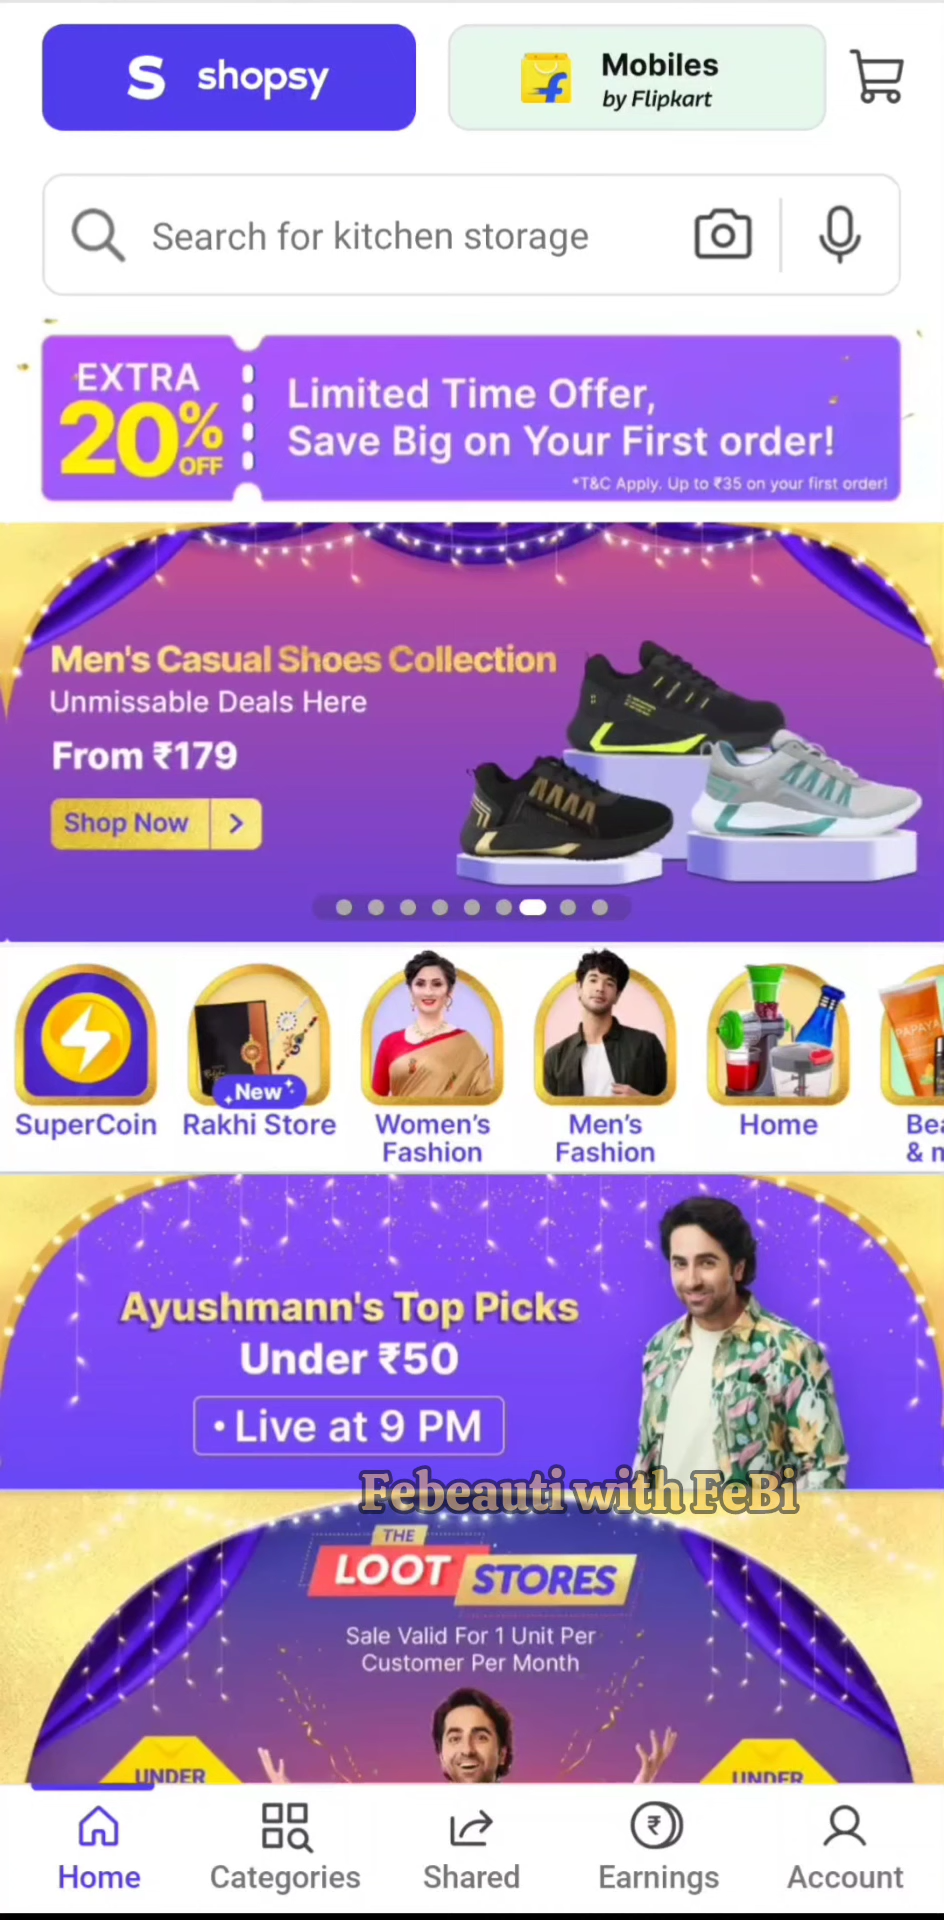 S shopsy
Mobiles
by Flipkart
Search for kitchen storage
EXTRA
20%
OFF
Limited Time Offer,
Save Big on Your First order!
*T&C Apply. Up to ₹35 on your first order!
Men's Casual Shoes Collection
Unmissable Deals Here
From ₹179
Shop Now
SuperCoin
New
Rakhi Store
Women's
Fashion
Men's
Fashion
Home
PAPAYA
Bea
& m
Ayushmann's Top Picks
Under ₹50
• Live at 9 PM
Febeauti with FeBi
THE
LOOT STORES
Sale Valid For 1 Unit Per
Customer Per Month
UNDER
UNDER
Home
Categories
Shared
₹
Earnings
Account